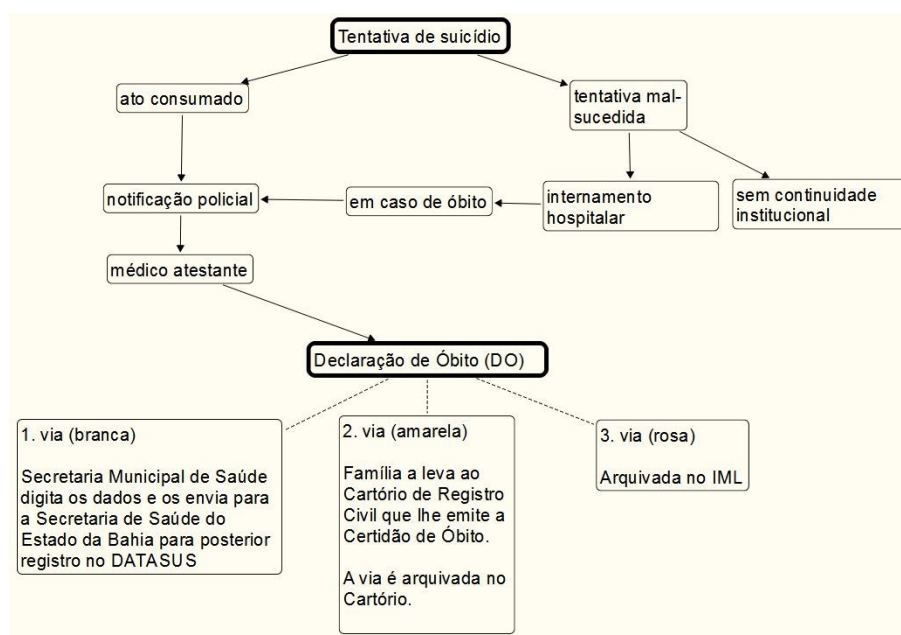 Tentativa de suicídio
ato consumado
tentativa mal-
sucedida
notificação policial
em caso de óbito
internamento
hospitalar
sem continuidade
institucional
médico atestante
Declaração de Óbito (DO)
1. via (branca)
Secretaria Municipal de Saúde
digita os dados e os envia para
a Secretaria de Saúde do
Estado da Bahia para posterior
registro no DATASUS
2. via (amarela)
Família a leva ao
Cartório de Registro
Civil que lhe emite a
Certidão de Óbito.
A via é arquivada no
Cartório.
3. via (rosa)
Arquivada no IML